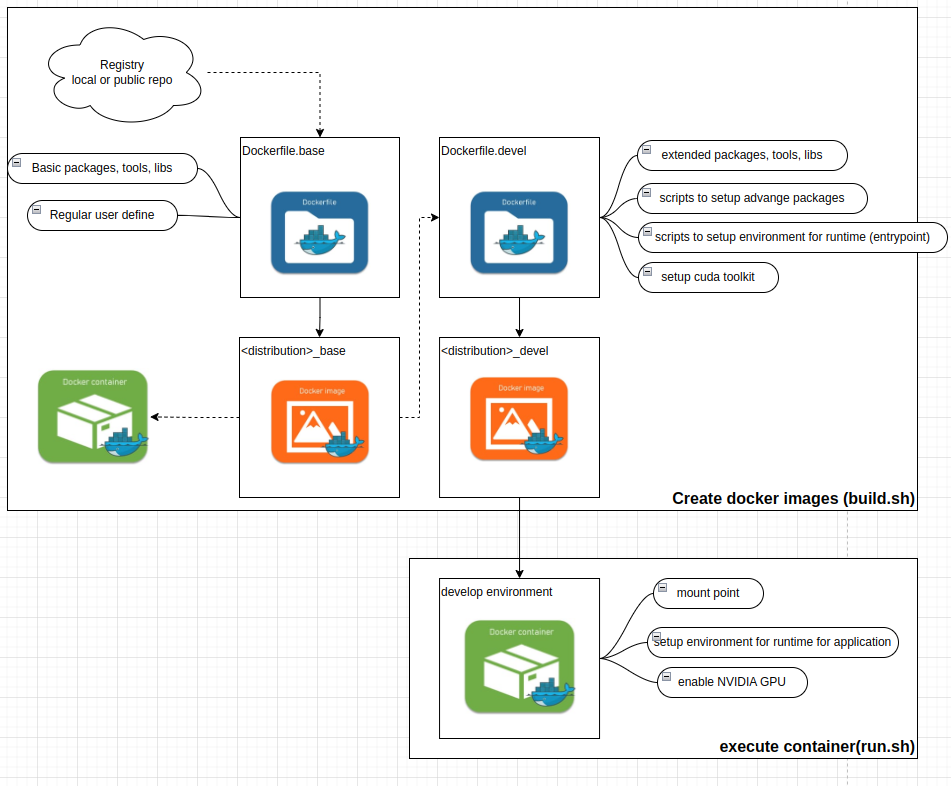 Registry
local or public repo
Dockerfile.base
Dockerfile.devel
Basic packages, tools, libs
Regular user define
Dockerfile
Dockerfile
extended packages, tools, libs
scripts to setup advange packages
scripts to setup environment for runtime (entrypoint)
setup cuda toolkit
<distribution>_base
<distribution>_devel
Docker container
Docker image
Docker image
Create docker images (build.sh)
develop environment
Docker container
mount point
setup environment for runtime for application
enable NVIDIA GPU
execute container(run.sh)